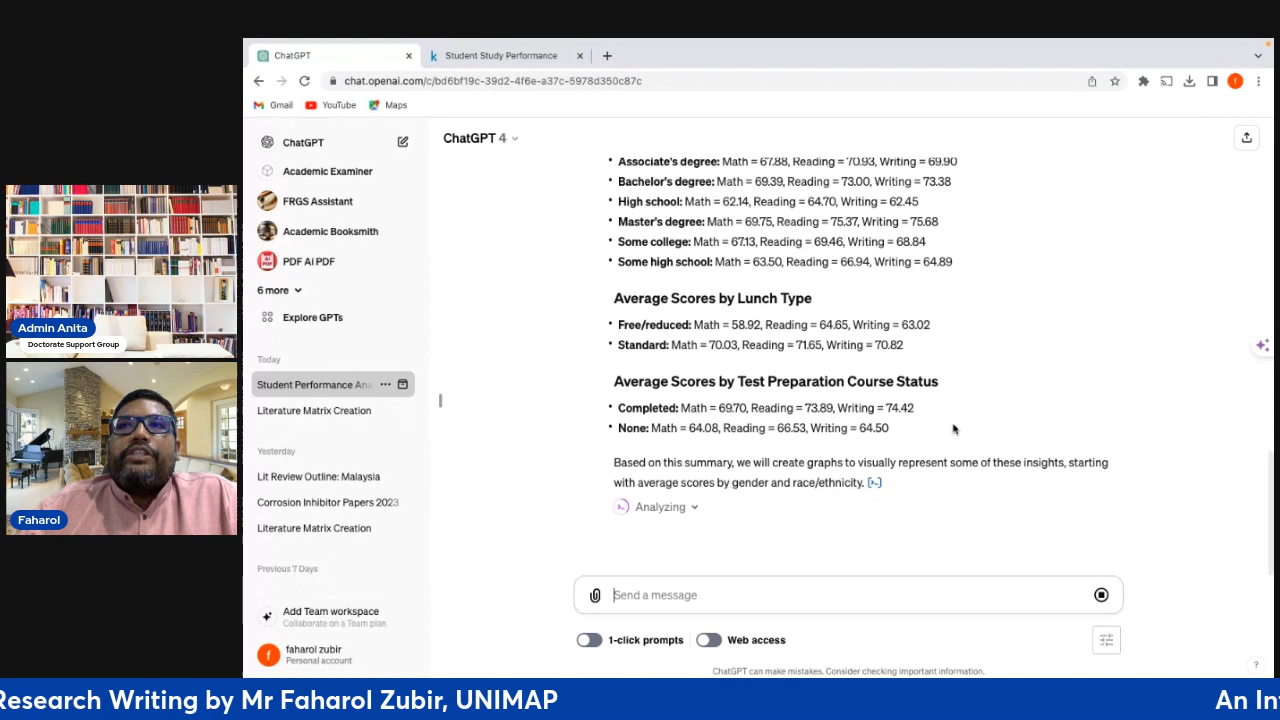 ChatGPT
Student Study Performance
chat.openai.com/c/bd6bf19c-39d2-4f6e-a37c-5978d350c87c
Gmail
YouTube
Maps
ChatGPT
Academic Examiner
FRGS Assistant
Academic Booksmith
PDF Ai PDF
6 more
Explore GPTs
Today
Student Performance Ana
Literature Matrix Creation
Yesterday
Lit Review Outline: Malaysia
Corrosion Inhibitor Papers 2023
Literature Matrix Creation
Previous 7 Days
Add Team workspace
Collaborate on a Team plan
faharol zubir
Personal account
ChatGPT 4
• Associate's degree: Math = 67.88, Reading = 70.93, Writing = 69.90
• Bachelor's degree: Math = 69.39, Reading = 73.00, Writing = 73.38
• High school: Math = 62.14, Reading = 64.70, Writing = 62.45
• Master's degree: Math = 69.75, Reading = 75.37, Writing = 75.68
• Some college: Math = 67.13, Reading = 69.46, Writing = 68.84
• Some high school: Math = 63.50, Reading = 66.94, Writing = 64.89
Average Scores by Lunch Type
• Free/reduced: Math = 58.92, Reading = 64.65, Writing = 63.02
• Standard: Math = 70.03, Reading = 71.65, Writing = 70.82
Average Scores by Test Preparation Course Status
• Completed: Math = 69.70, Reading = 73.89, Writing = 74.42
• None: Math = 64.08, Reading = 66.53, Writing = 64.50
Based on this summary, we will create graphs to visually represent some of these insights, starting
with average scores by gender and race/ethnicity. [>-]
Analyzing
Send a message
1-click prompts
Web access
ChatGPT can make mistakes. Consider checking important information.
?
Admin Anita
Doctorate Support Group
Faharol
Research Writing by Mr Faharol Zubir, UNIMAP
An Int